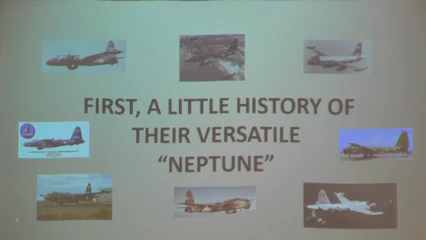 FIRST, A LITTLE HISTORY OF
THEIR VERSATILE
“NEPTUNE”